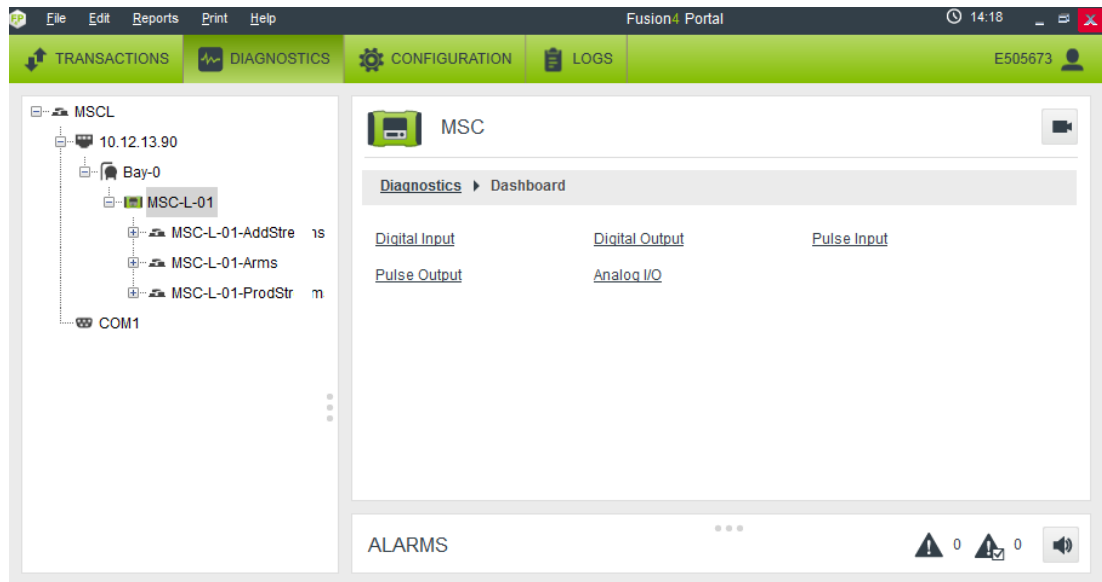 FP File Edit Reports Print Help Fusion4 Portal 14:18
TRANSACTIONS DIAGNOSTICS CONFIGURATION LOGS E505673
MSCL
10.12.13.90
Bay-0
MSC-L-01
MSC-L-01-AddStre ns
MSC-L-01-Arms
MSC-L-01-ProdStr m
COM1
MSC
Diagnostics Dashboard
Digital Input Digital Output Pulse Input
Pulse Output Analog I/O
ALARMS 0 0